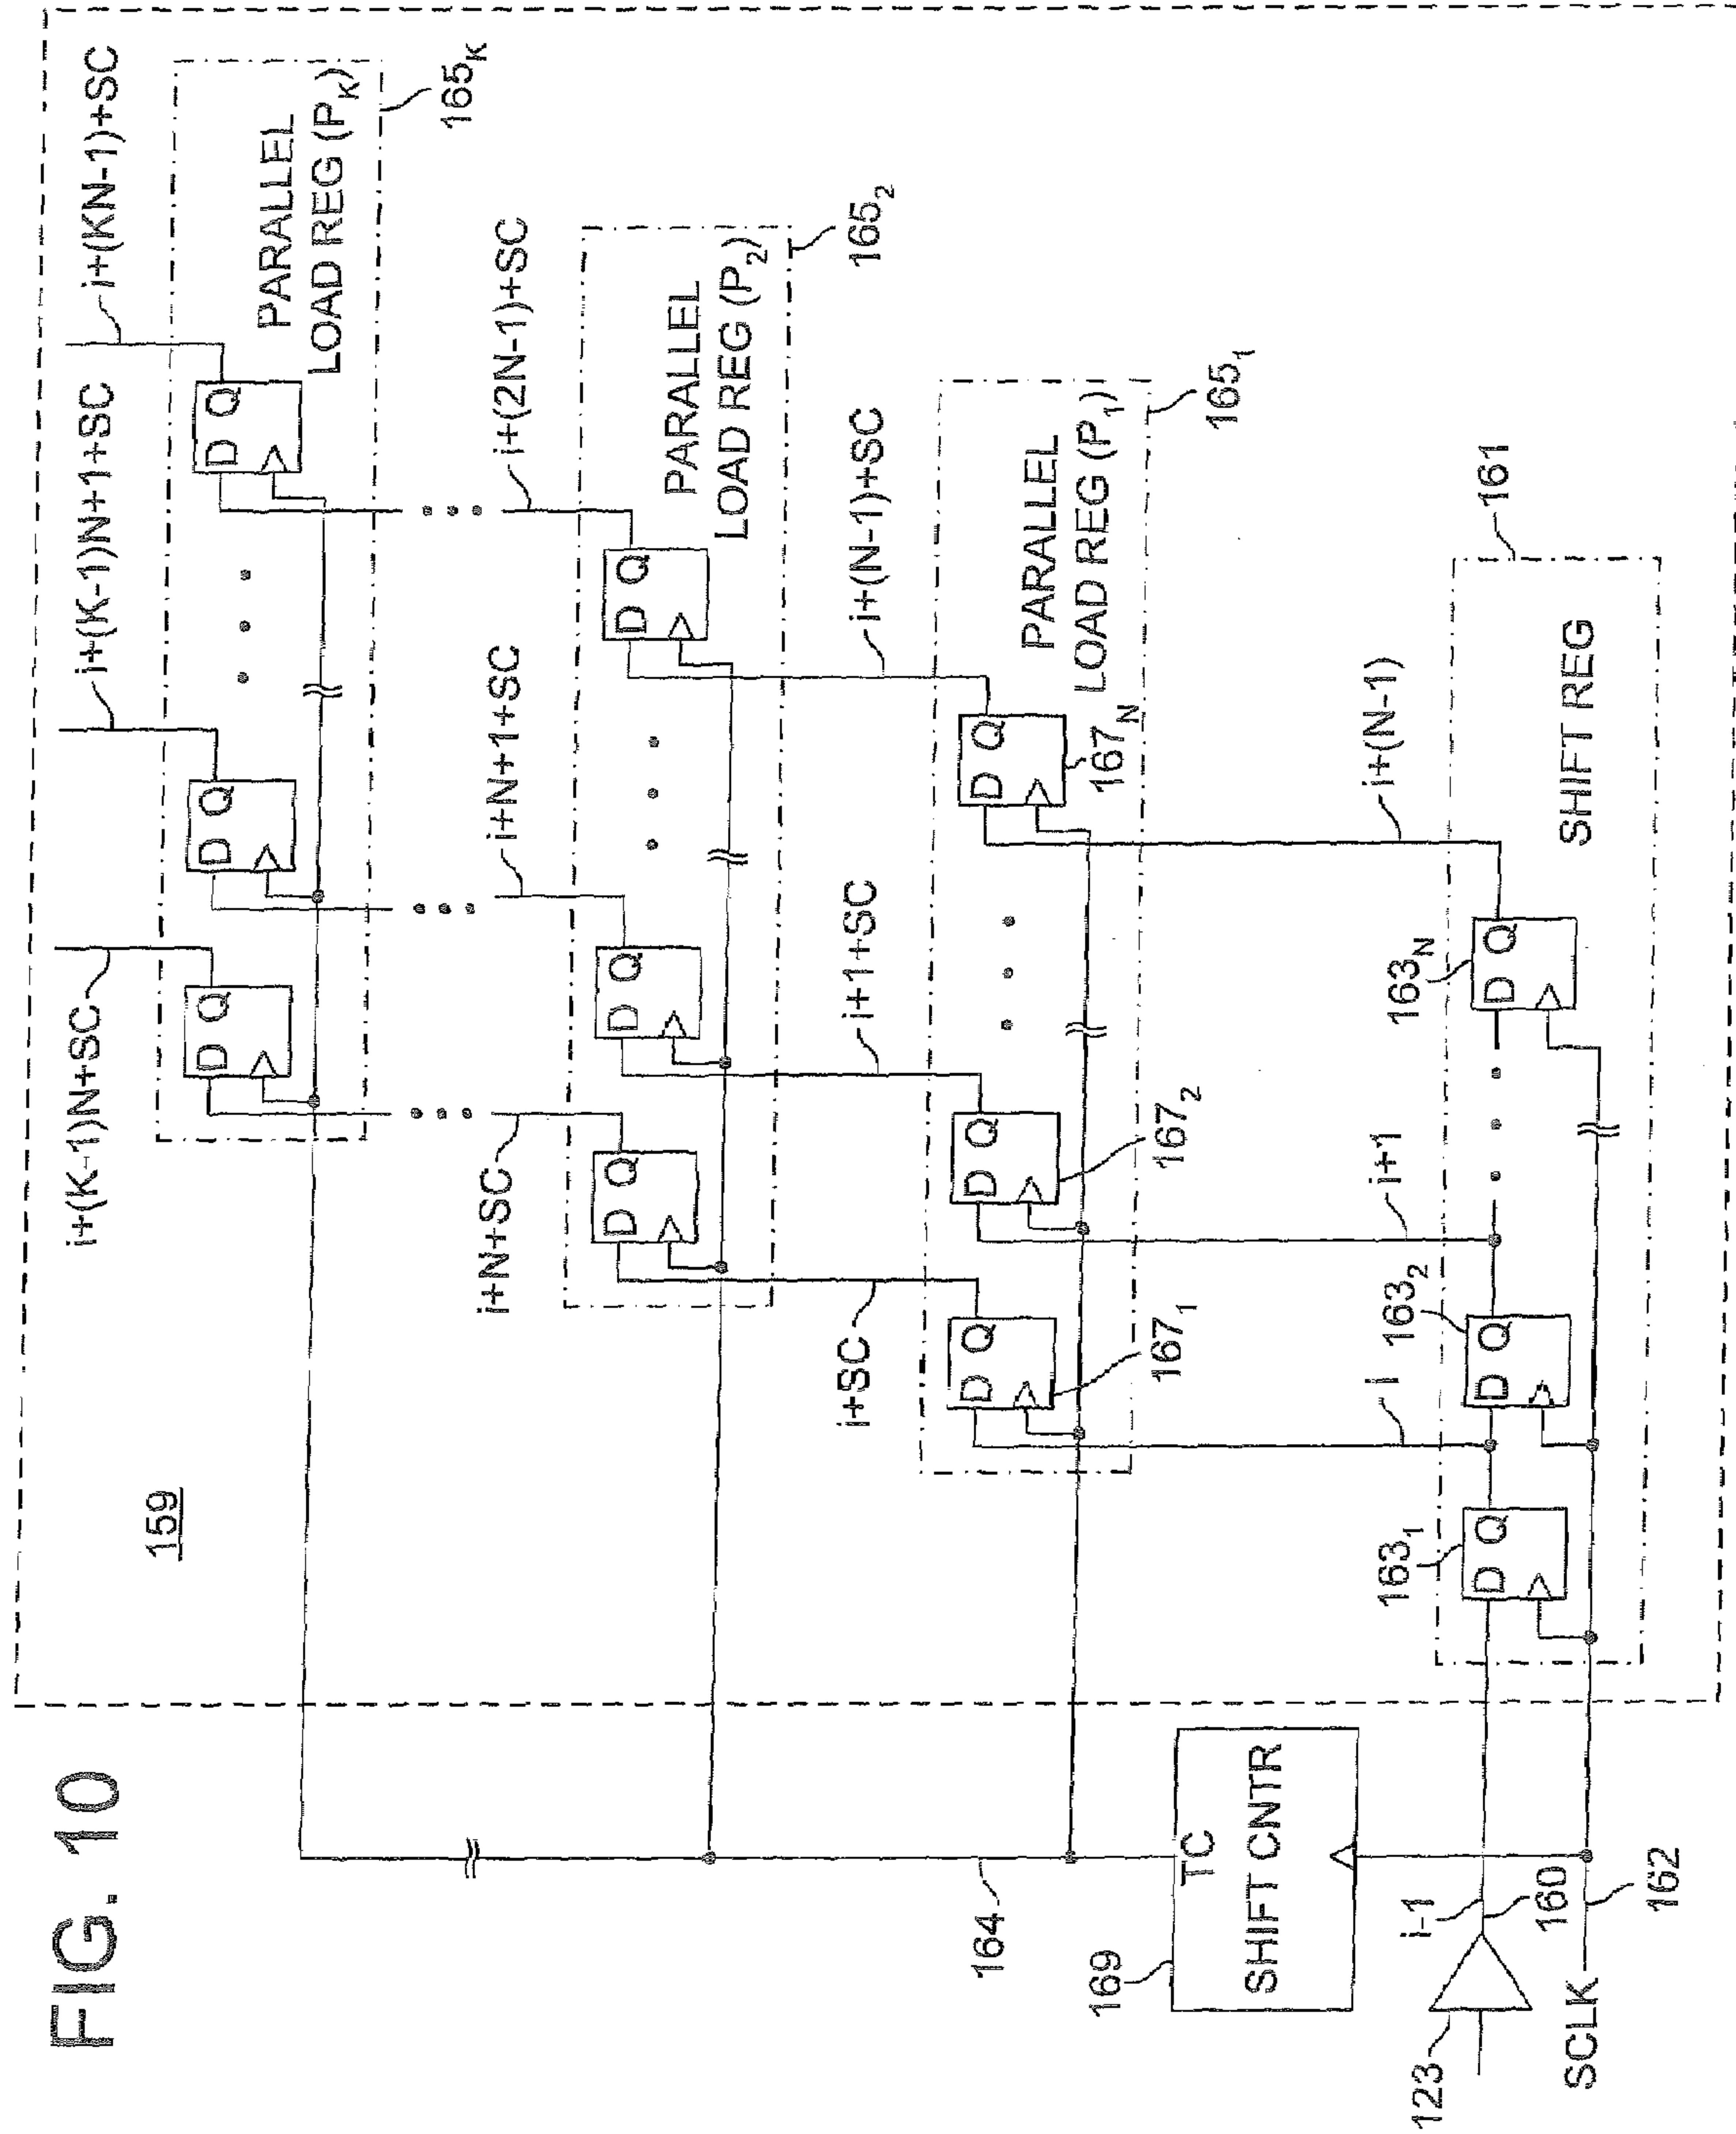 FIG. 10
159
i+(K-1)N+SC
i+(K-1)N+1+SC
i+(KN-1)+SC
D Q
D Q
D Q
PARALLEL
LOAD REG (PK)
165K
i+N+SC
i+N+1+SC
i+(2N-1)+SC
D Q
D Q
D Q
PARALLEL
LOAD REG (P2)
1652
i+SC
i+1+SC
i+(N-1)+SC
D Q
D Q
D Q
1671
1672
167N
PARALLEL
LOAD REG (P1)
1651
164
169
TC
SHIFT CNTR
i
i+1
i+(N-1)
1631
1632
163N
D Q
D Q
D Q
SHIFT REG
161
123
i-1
160
SCLK
162